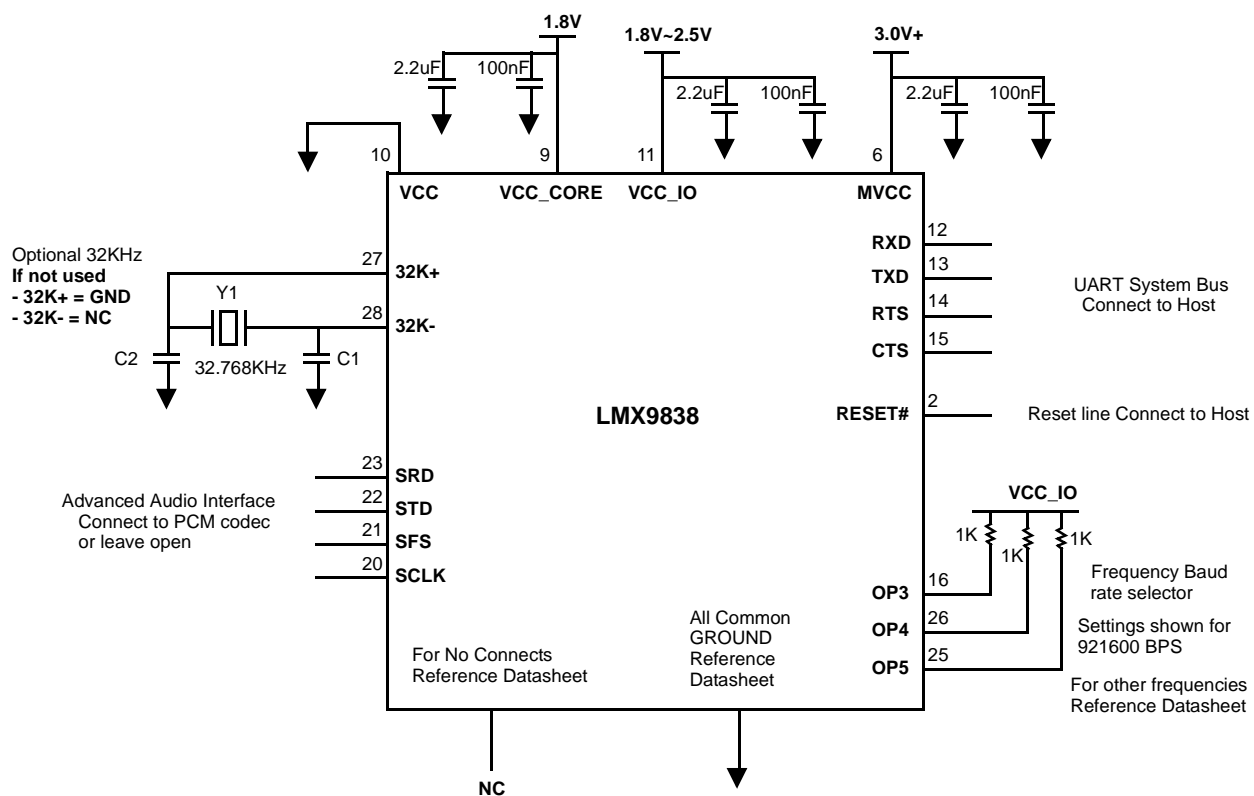 1.8V
1.8V~2.5V
3.0V+
2.2uF
100nF
2.2uF
100nF
2.2uF
100nF
10
9
11
6
VCC
VCC_CORE
VCC_IO
MVCC
Optional 32KHz
If not used
- 32K+ = GND
- 32K- = NC
27
32K+
Y1
28
32K-
C2
32.768KHz
C1
12
RXD
13
TXD
14
RTS
15
CTS
UART System Bus
Connect to Host
LMX9838
2
RESET#
Reset line Connect to Host
Advanced Audio Interface
Connect to PCM codec
or leave open
23
SRD
22
STD
21
SFS
20
SCLK
VCC_IO
1K
1K
1K
16
OP3
26
OP4
25
OP5
Frequency Baud
rate selector
Settings shown for
921600 BPS
For other frequencies
Reference Datasheet
For No Connects
Reference Datasheet
All Common
GROUND
Reference
Datasheet
NC